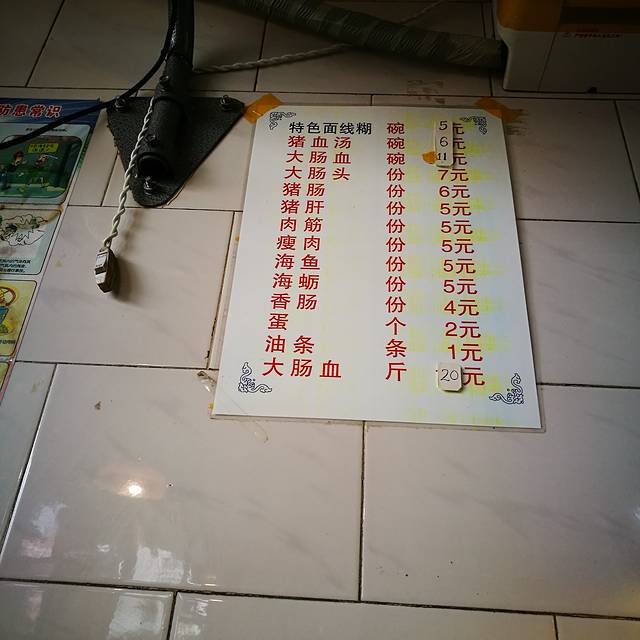 防患常识
特色面线糊 碗 5元
猪血汤 碗 6元
大肠血 碗 11元
大肠头 份 7元
猪肠 份 6元
猪肝 份 5元
肉筋 份 5元
瘦肉 份 5元
海鱼 份 5元
海蛎 份 5元
香肠 份 4元
蛋 个 2元
油条 条 1元
大肠血 斤 20元